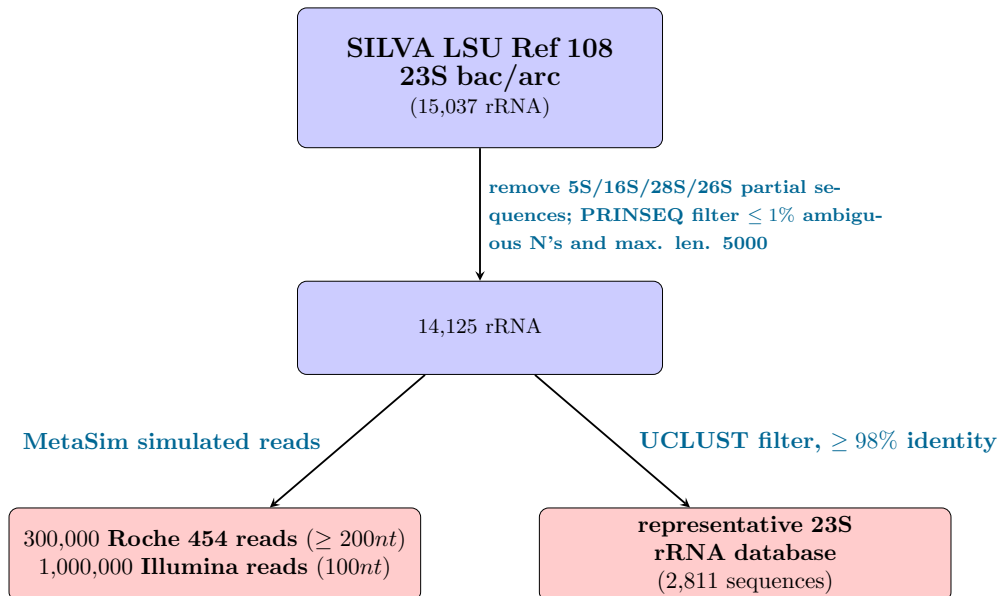 SILVA LSU Ref 108
23S bac/arc
(15,037 rRNA)
remove 5S/16S/28S/26S partial se-
quences; PRINSEQ filter ≤ 1% ambigu-
ous N's and max. len. 5000
14,125 rRNA
MetaSim simulated reads
UCLUST filter, ≥ 98% identity
300,000 Roche 454 reads (≥ 200nt)
1,000,000 Illumina reads (100nt)
representative 23S
rRNA database
(2,811 sequences)